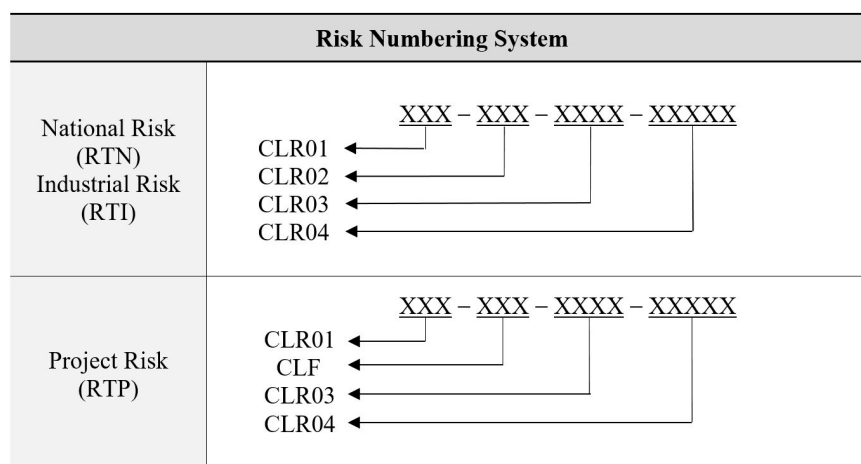 Risk Numbering System
National Risk
(RTN)
Industrial Risk
(RTI)
XXX – XXX – XXXX – XXXXX
CLR01
CLR02
CLR03
CLR04
Project Risk
(RTP)
XXX – XXX – XXXX – XXXXX
CLR01
CLF
CLR03
CLR04